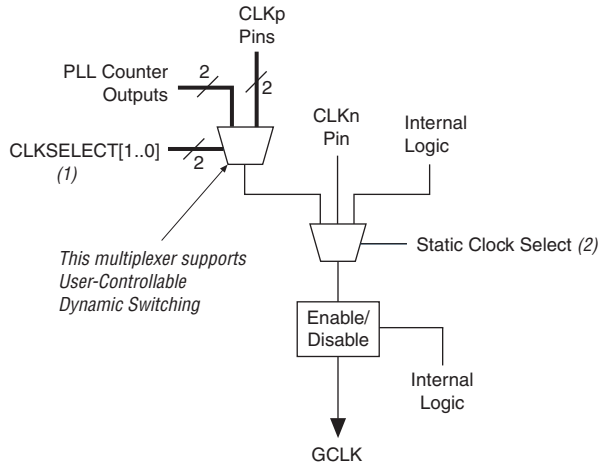 CLKp
Pins
PLL Counter
Outputs
2
2
CLKSELECT[1..0]
(1)
2
CLKn
Pin
Internal
Logic
This multiplexer supports
User-Controllable
Dynamic Switching
Static Clock Select (2)
Enable/
Disable
Internal
Logic
GCLK